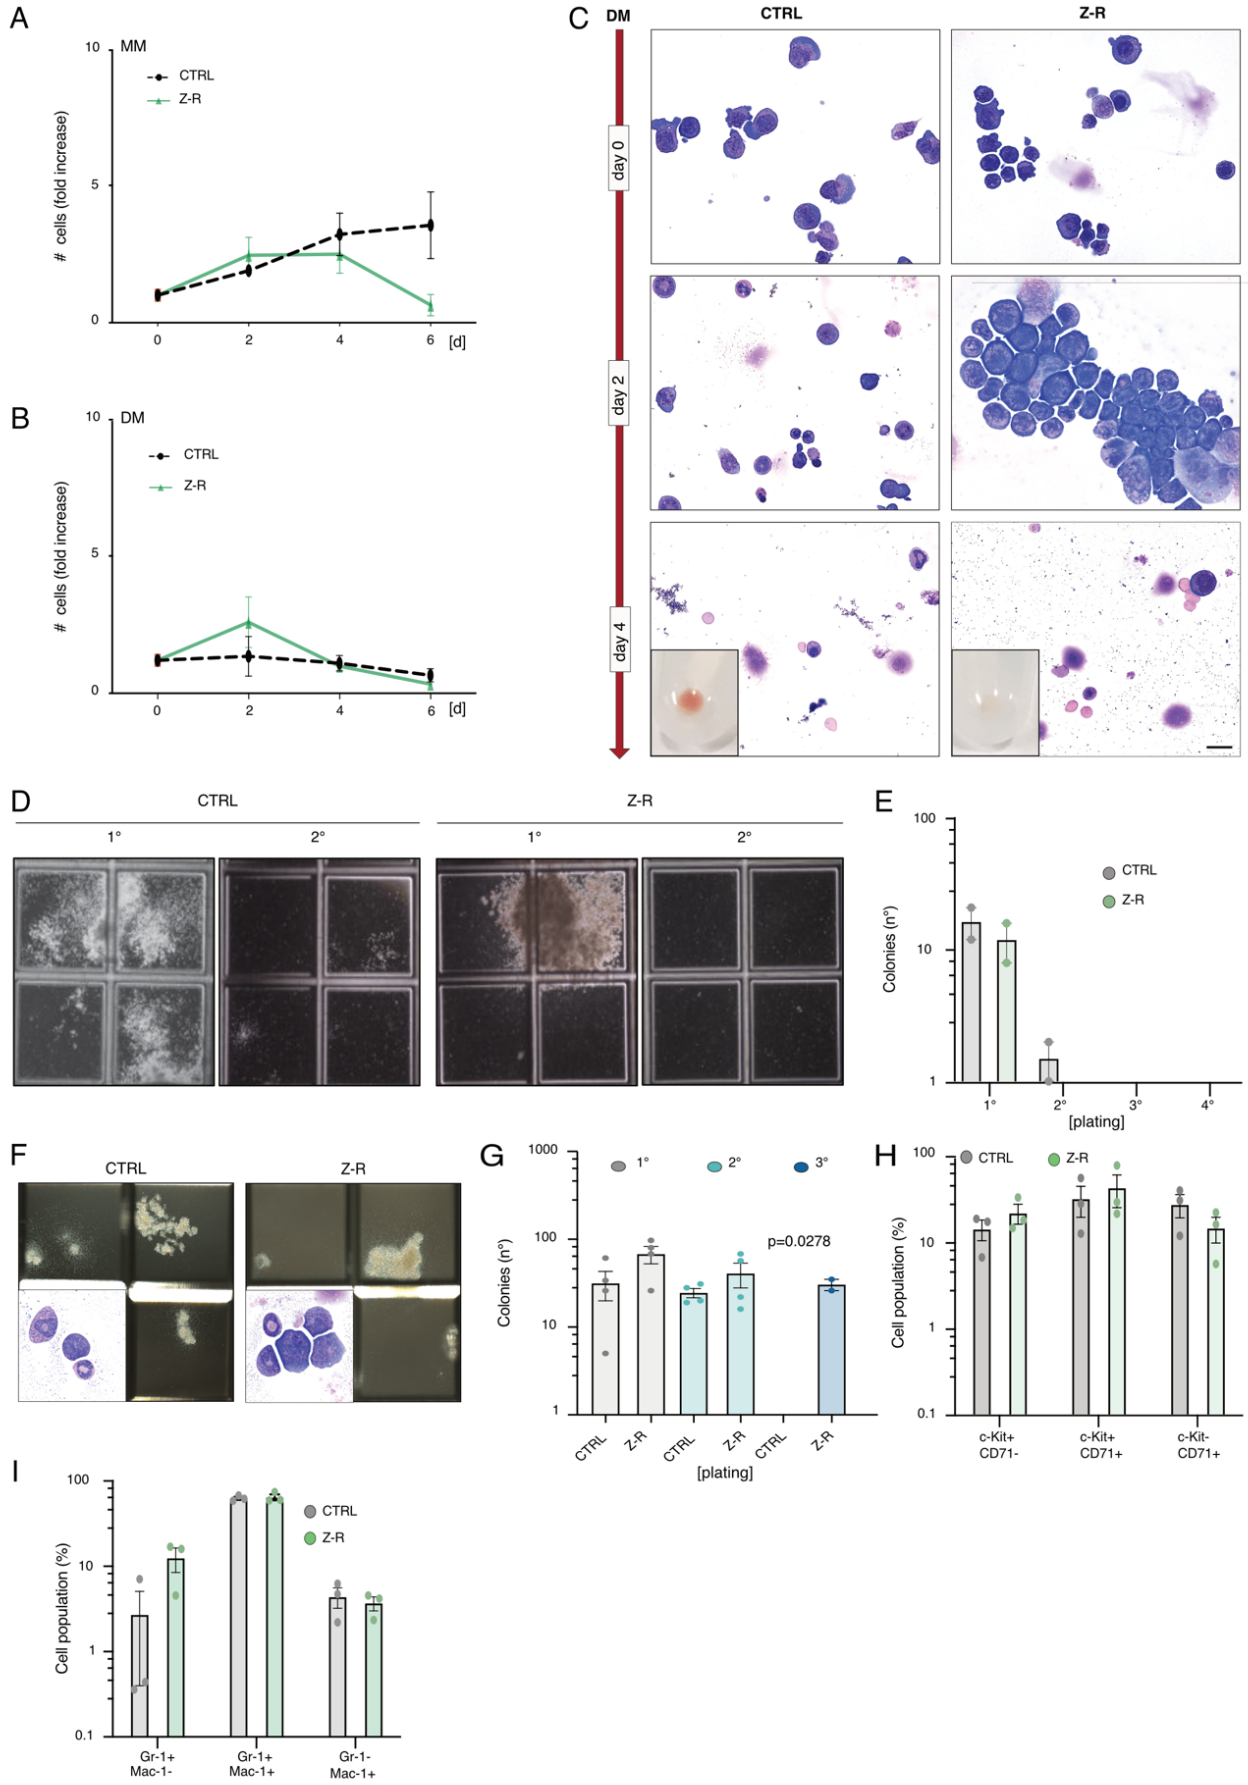 A
MM
10
5
0
# cells (fold increase)
CTRL
Z-R
0 2 4 6 [d]
B
DM
10
5
0
# cells (fold increase)
CTRL
Z-R
0 2 4 6 [d]
C
DM
CTRL
Z-R
day 0
day 2
day 4
D
CTRL
Z-R
1° 2° 1° 2°
E
100
10
1
Colonies (n°)
CTRL
Z-R
1° 2° 3° 4°
[plating]
F
CTRL
Z-R
G
1000
100
10
1
Colonies (n°)
1° 2° 3°
p=0.0278
CTRL Z-R CTRL Z-R CTRL Z-R
[plating]
H
100
10
1
0.1
Cell population (%)
CTRL Z-R
c-Kit+ c-Kit+ c-Kit-
CD71- CD71+ CD71+
I
100
10
1
0.1
Cell population (%)
CTRL
Z-R
Gr-1+ Gr-1+ Gr-1-
Mac-1- Mac-1+ Mac-1+